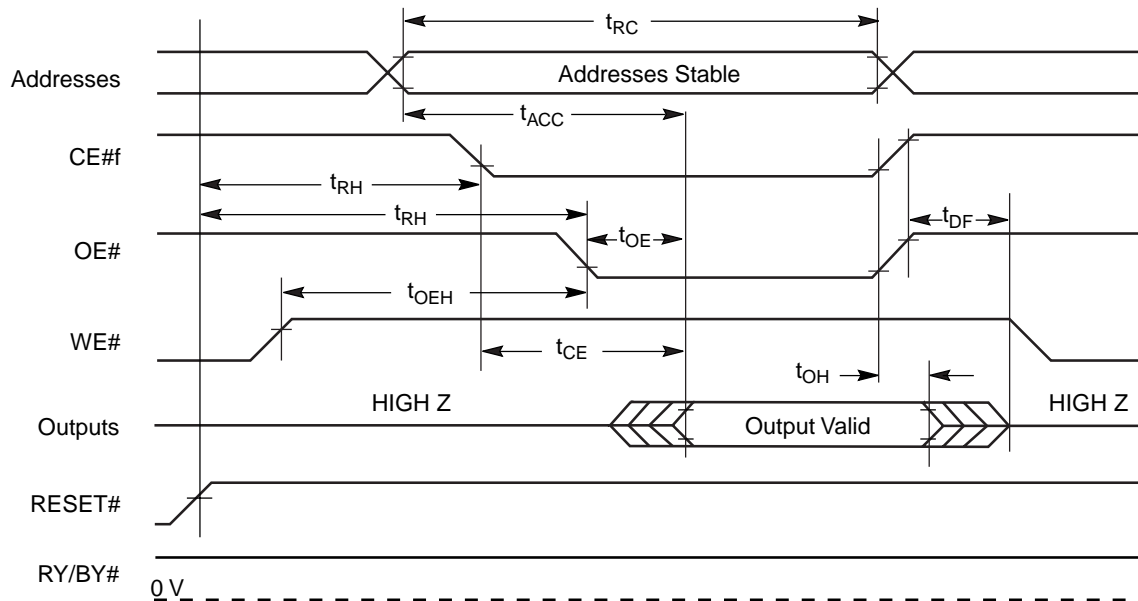 tRC
Addresses
Addresses Stable
tACC
CE#f
tRH
tRH
tOE
tDF
OE#
tOEH
WE#
tCE
tOH
HIGH Z
HIGH Z
Outputs
Output Valid
RESET#
RY/BY#
0 V